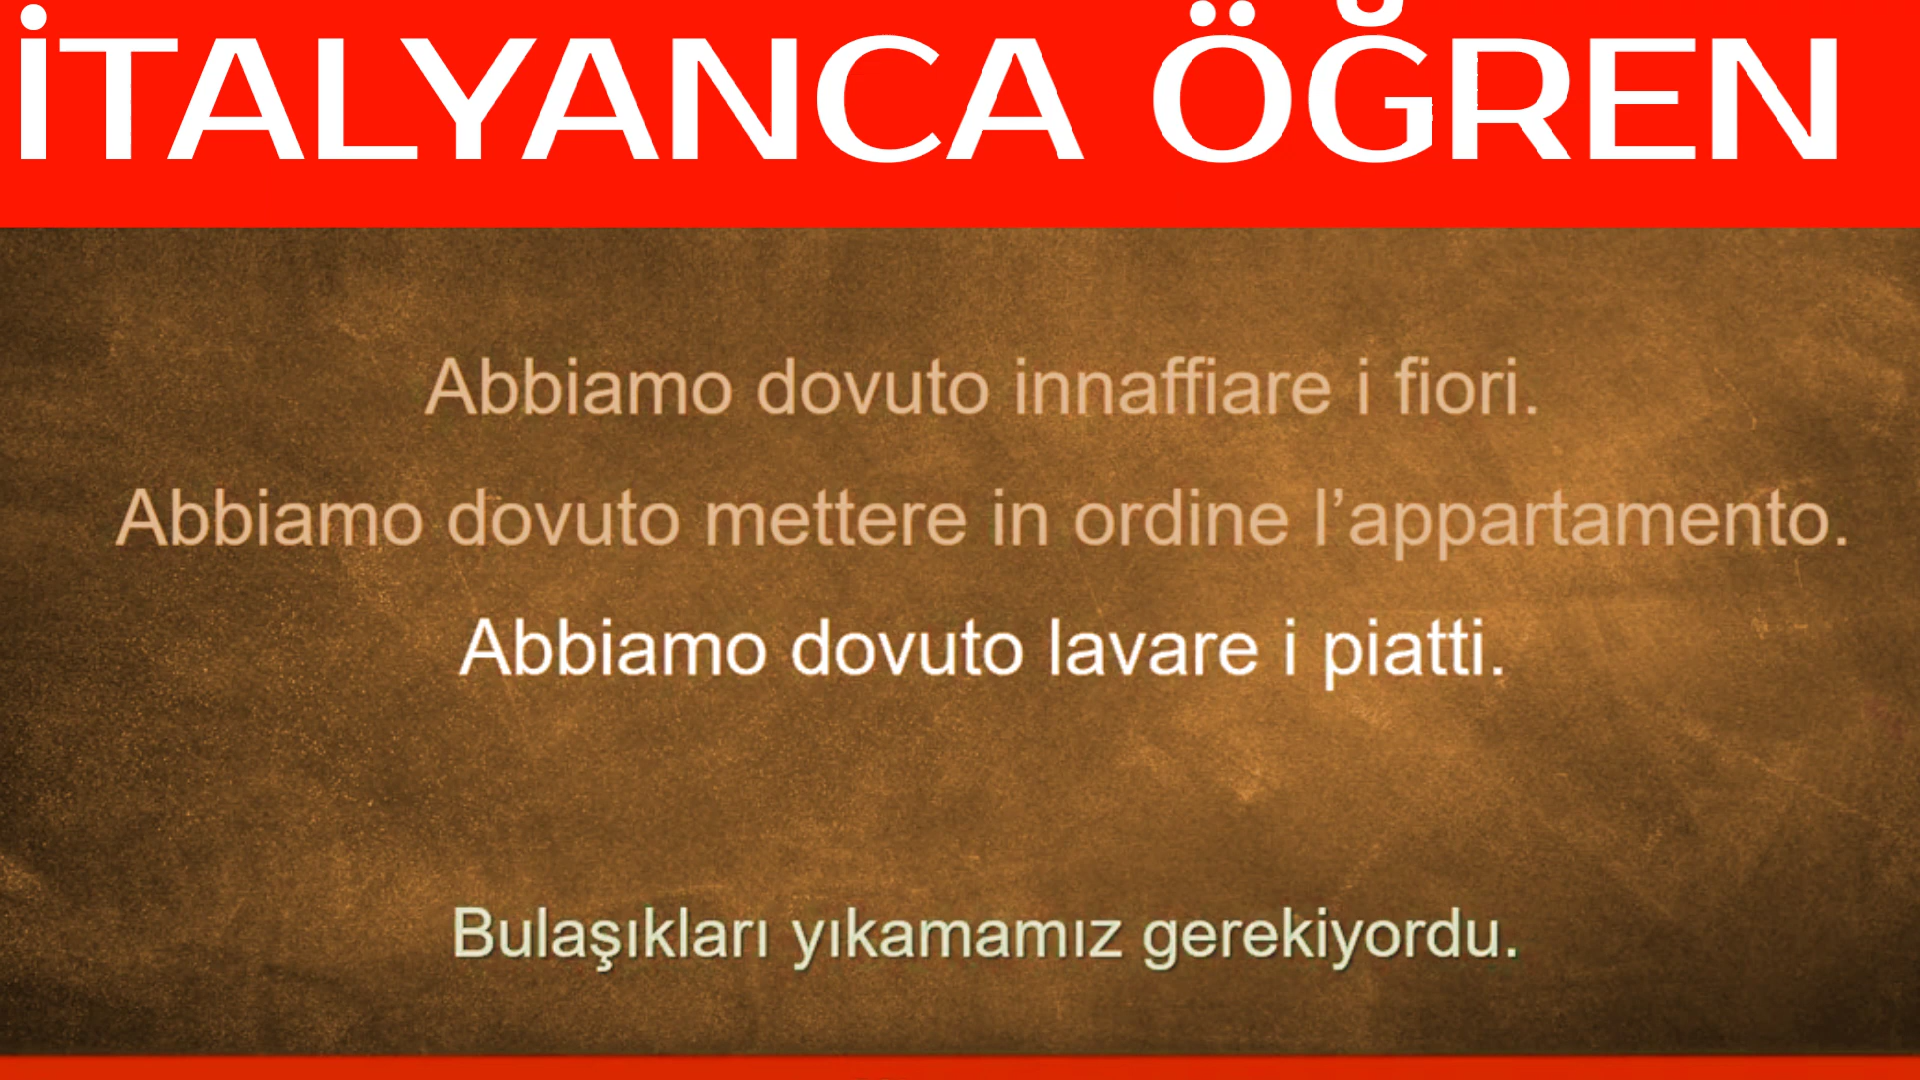 İTALYANCA ÖĞREN
Abbiamo dovuto innaffiare i fiori.
Abbiamo dovuto mettere in ordine l’appartamento.
Abbiamo dovuto lavare i piatti.
Bulaşıkları yıkamamız gerekiyordu.